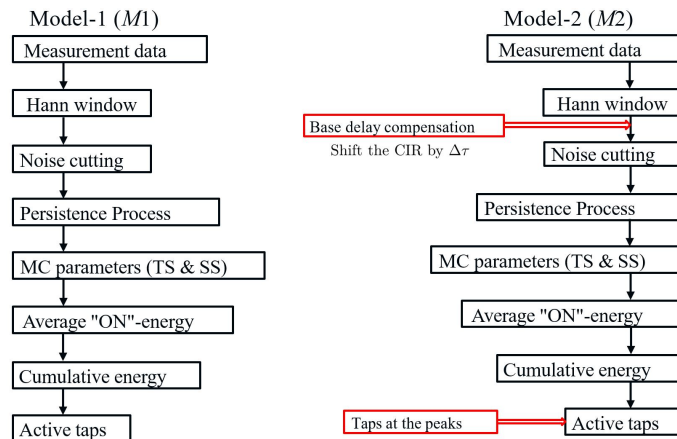 Model-1 (M1)
Measurement data
Hann window
Noise cutting
Persistence Process
MC parameters (TS & SS)
Average "ON"-energy
Cumulative energy
Active taps
Model-2 (M2)
Measurement data
Hann window
Base delay compensation
Shift the CIR by Δτ
Noise cutting
Persistence Process
MC parameters (TS & SS)
Average "ON"-energy
Cumulative energy
Taps at the peaks
Active taps